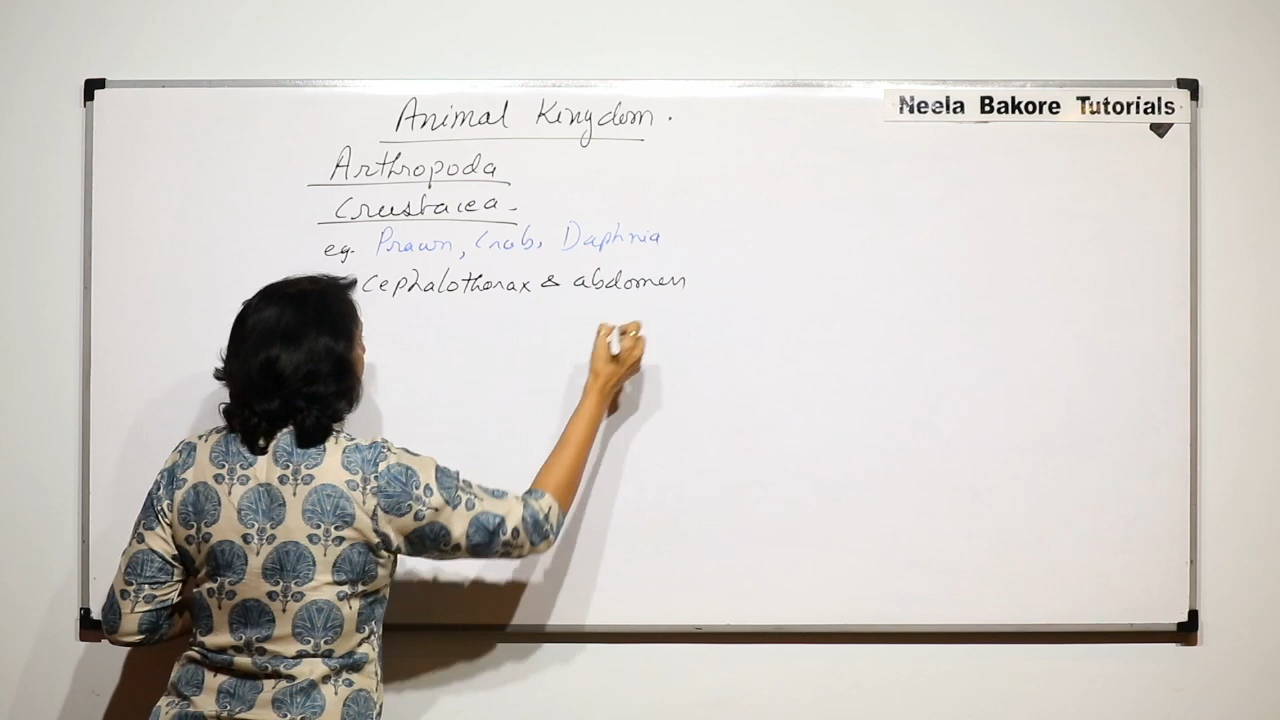 Neela Bakore Tutorials
Animal Kingdom.
Arthropoda
Crustacea.
eg. Prawn, Crab, Daphnia
Cephalothorax & abdomen